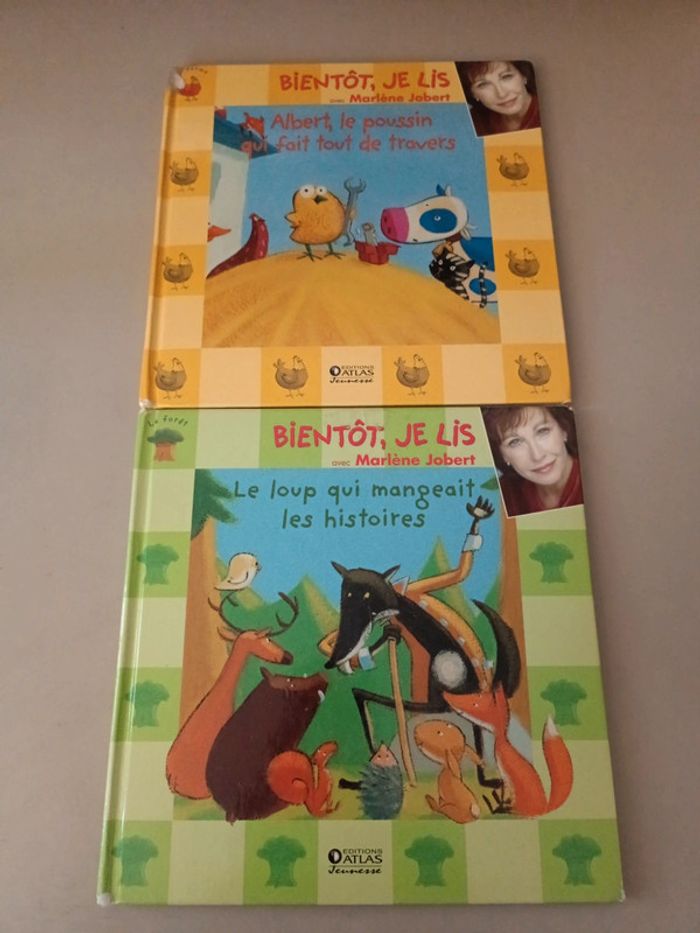 BIENTÔT, JE LIS
avec Marlène Jobert
Albert, le poussin
qui fait tout de travers
EDITIONS
ATLAS
Jeunesse
La forêt
BIENTÔT, JE LIS
avec Marlène Jobert
Le loup qui mangeait
les histoires
EDITIONS
ATLAS
Jeunesse